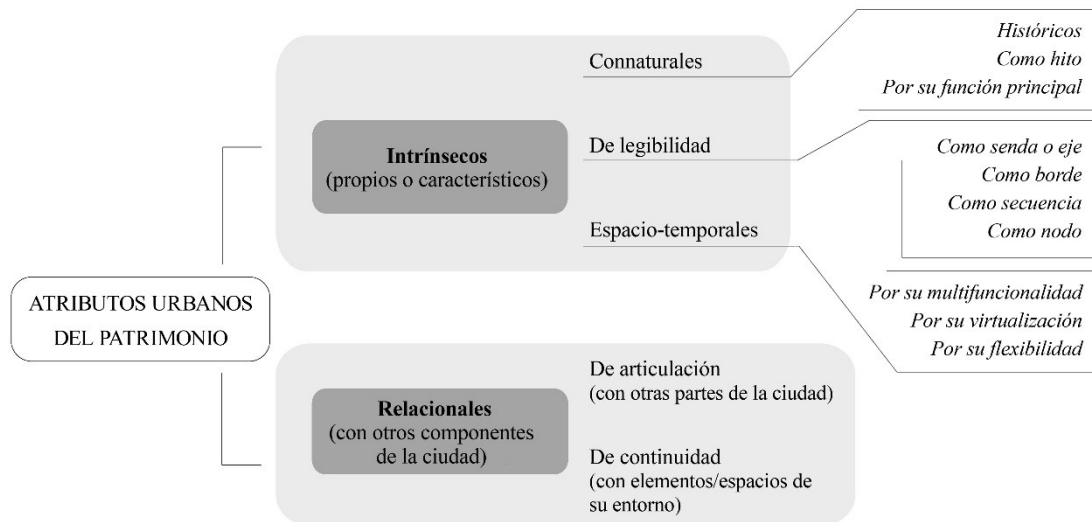 ATRIBUTOS URBANOS
DEL PATRIMONIO
Intrínsecos
(propios o característicos)
Connaturales
Históricos
Como hito
Por su función principal
De legibilidad
Como senda o eje
Como borde
Como secuencia
Como nodo
Espacio-temporales
Por su multifuncionalidad
Por su virtualización
Por su flexibilidad
Relacionales
(con otros componentes
de la ciudad)
De articulación
(con otras partes de la ciudad)
De continuidad
(con elementos/espacios de
su entorno)